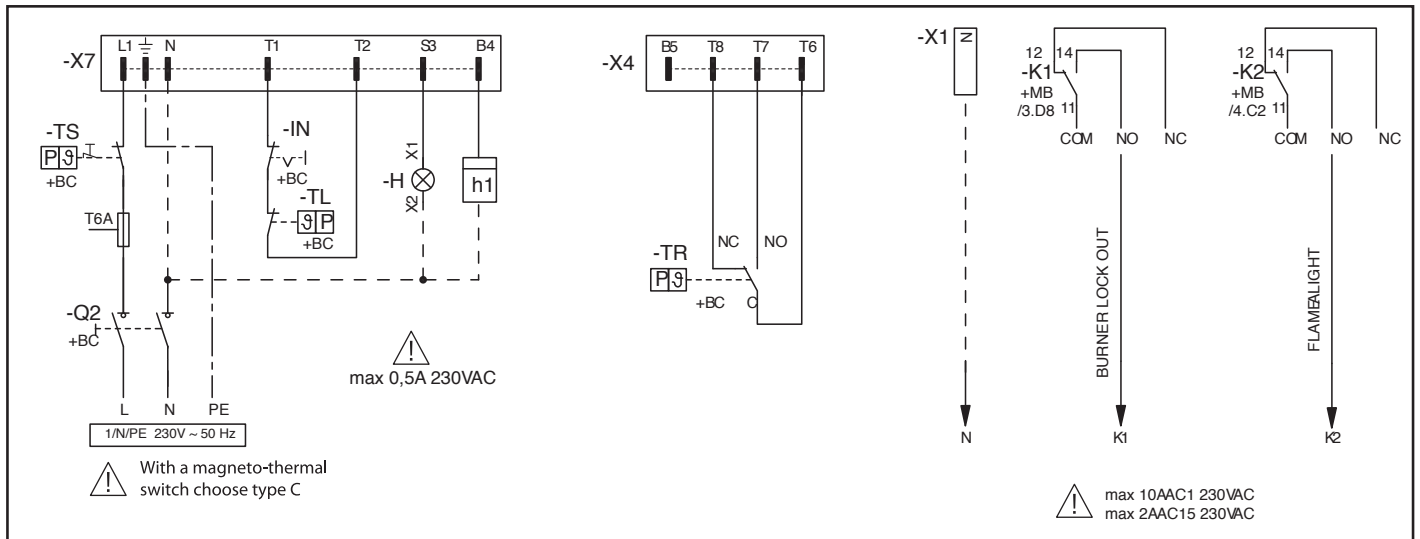 -X7
L1 N T1 T2 S3 B4
-TS
P ϑ
+BC
T6A
-Q2
+BC
L N PE
1/N/PE 230V ~ 50 Hz
With a magneto-thermal
switch choose type C
-IN
+BC
-TL
ϑ P
+BC
X1
-H
X2
h1
max 0,5A 230VAC
-X4
B5 T8 T7 T6
NC NO
-TR
P ϑ
+BC C
-X1
N
N
12 14
-K1
+MB
/3.D8 11
COM NO NC
BURNER LOCK OUT
K1
12 14
-K2
+MB
/4.C2 11
COM NO NC
FLAMEALIGHT
K2
max 10AAC1 230VAC
max 2AAC15 230VAC